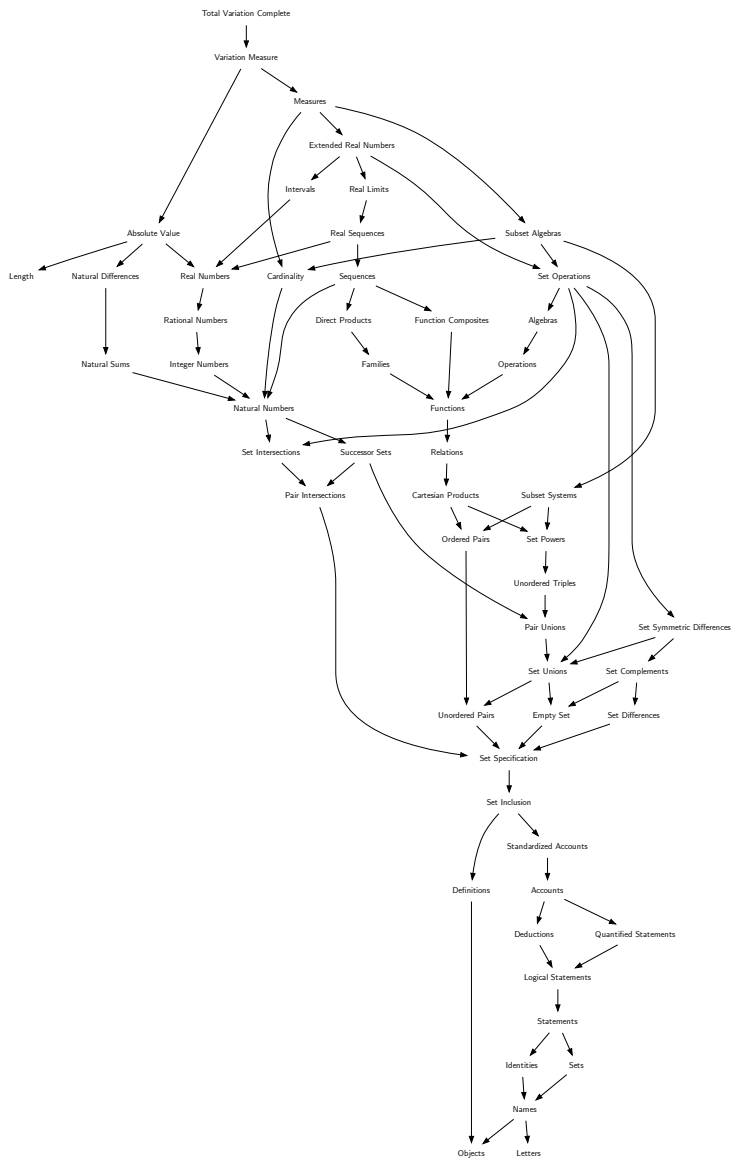 Total Variation Complete
Variation Measure
Measures
Extended Real Numbers
Intervals
Real Limits
Absolute Value
Real Sequences
Subset Algebras
Length
Natural Differences
Real Numbers
Cardinality
Sequences
Set Operations
Rational Numbers
Direct Products
Function Composites
Algebras
Natural Sums
Integer Numbers
Families
Operations
Natural Numbers
Functions
Set Intersections
Successor Sets
Relations
Pair Intersections
Cartesian Products
Subset Systems
Ordered Pairs
Set Powers
Unordered Triples
Pair Unions
Set Symmetric Differences
Set Unions
Set Complements
Unordered Pairs
Empty Set
Set Differences
Set Specification
Set Inclusion
Standardized Accounts
Definitions
Accounts
Deductions
Quantified Statements
Logical Statements
Statements
Identities
Sets
Names
Objects
Letters